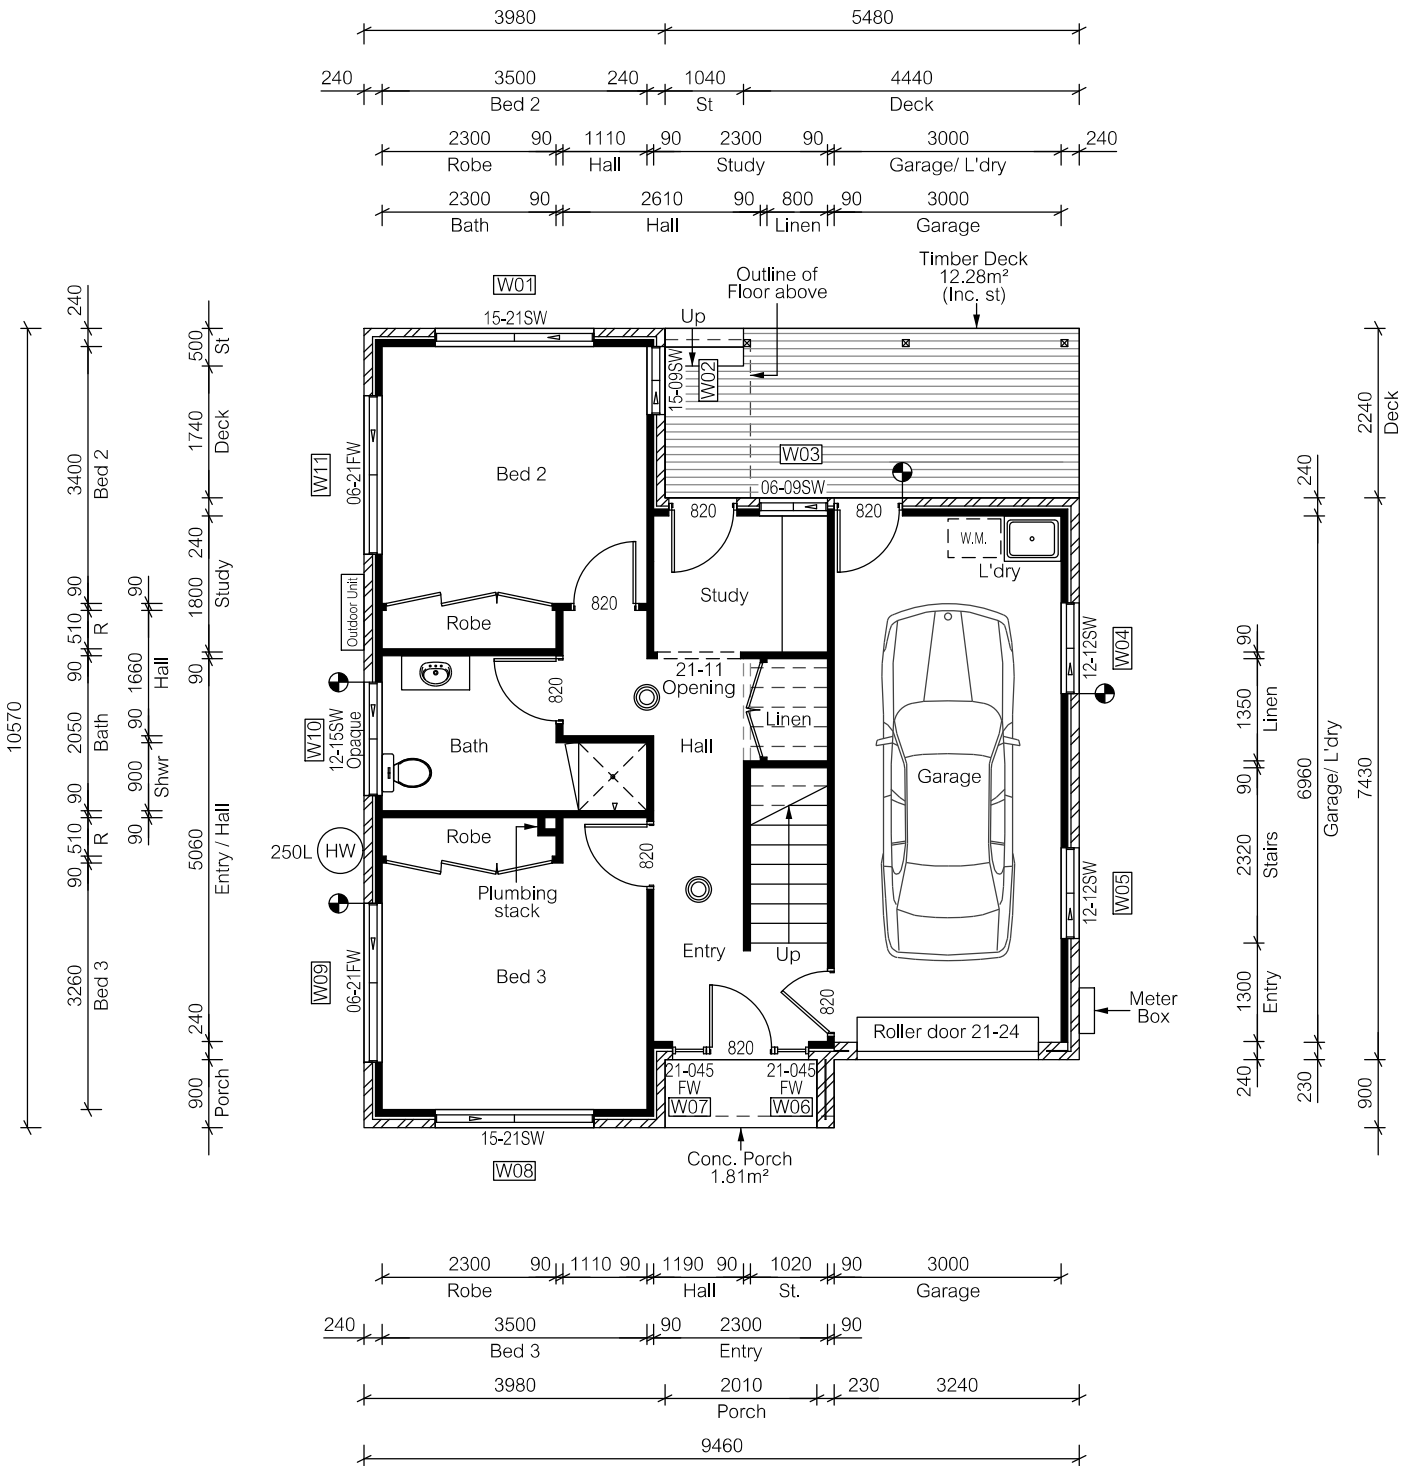 3980 5480
240 3500 240 1040 4440
Bed 2 St Deck
2300 90 1110 90 2300 90 3000 240
Robe Hall Study Garage/ L'dry
2300 90 2610 90 800 90 3000
Bath Hall Linen Garage
W01
15-21SW
Up
Outline of
Floor above
Timber Deck
12.28m²
(Inc. st)
10570
240
3400
Bed 2
90
510
R
90
2050
Bath
90
510
R
90
3260
Bed 3
90
1660
Hall
90
900
Shwr
90
500
St
1740
Deck
240
1800
Study
90
5060
Entry / Hall
240
900
Porch
W11
06-21FW
Outdoor Unit
W10
12-15SW
Opaque
250L HW
W09
06-21FW
Bed 2
15-09SW
W02
W03
06-09SW
820
820
820
Study
Robe
W.M.
L'dry
21-11
Opening
820
Linen
Bath
Hall
Garage
Robe
820
Plumbing
stack
Entry
Up
Bed 3
820
820
Roller door 21-24
21-045
FW
W07
21-045
FW
W06
Conc. Porch
1.81m²
15-21SW
W08
12-12SW
W04
12-12SW
W05
Meter
Box
90
1350
Linen
90
2320
Stairs
1300
Entry
240
240
6960
Garage/ L'dry
230
2240
Deck
7430
900
2300 90 1110 90 1190 90 1020 90 3000
Robe Hall St. Garage
240 3500 90 2300 90
Bed 3 Entry
3980 2010 230 3240
Porch
9460